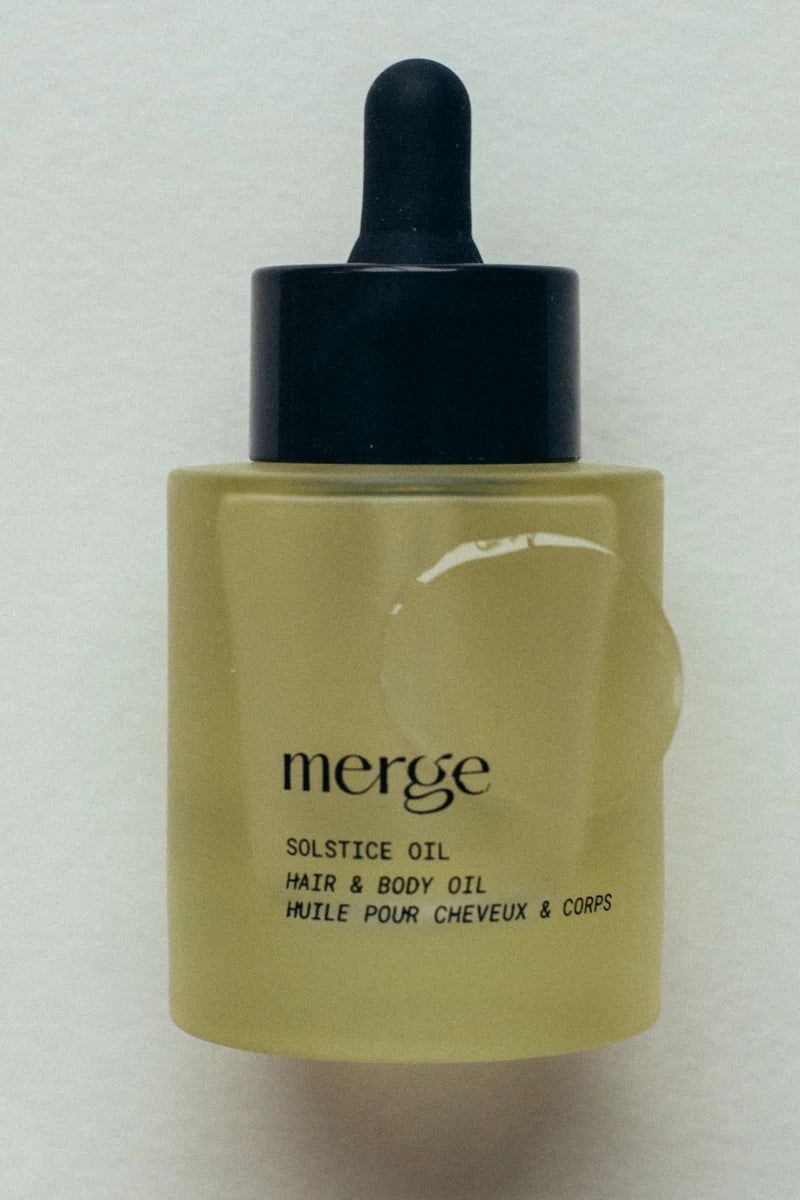 merge
SOLSTICE OIL
HAIR & BODY OIL
HUILE POUR CHEVEUX & CORPS